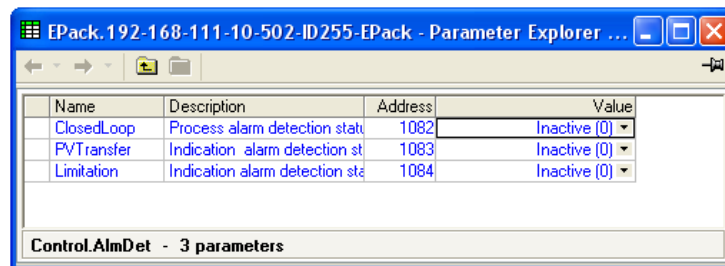 EPack.192-168-111-10-502-ID255-EPack - Parameter Explorer ...
Name Description Address Value
ClosedLoop Process alarm detection statu 1082 Inactive (0)
PVTransfer Indication  alarm detection st 1083 Inactive (0)
Limitation Indication alarm detection sta 1084 Inactive (0)
Control.AlmDet - 3 parameters